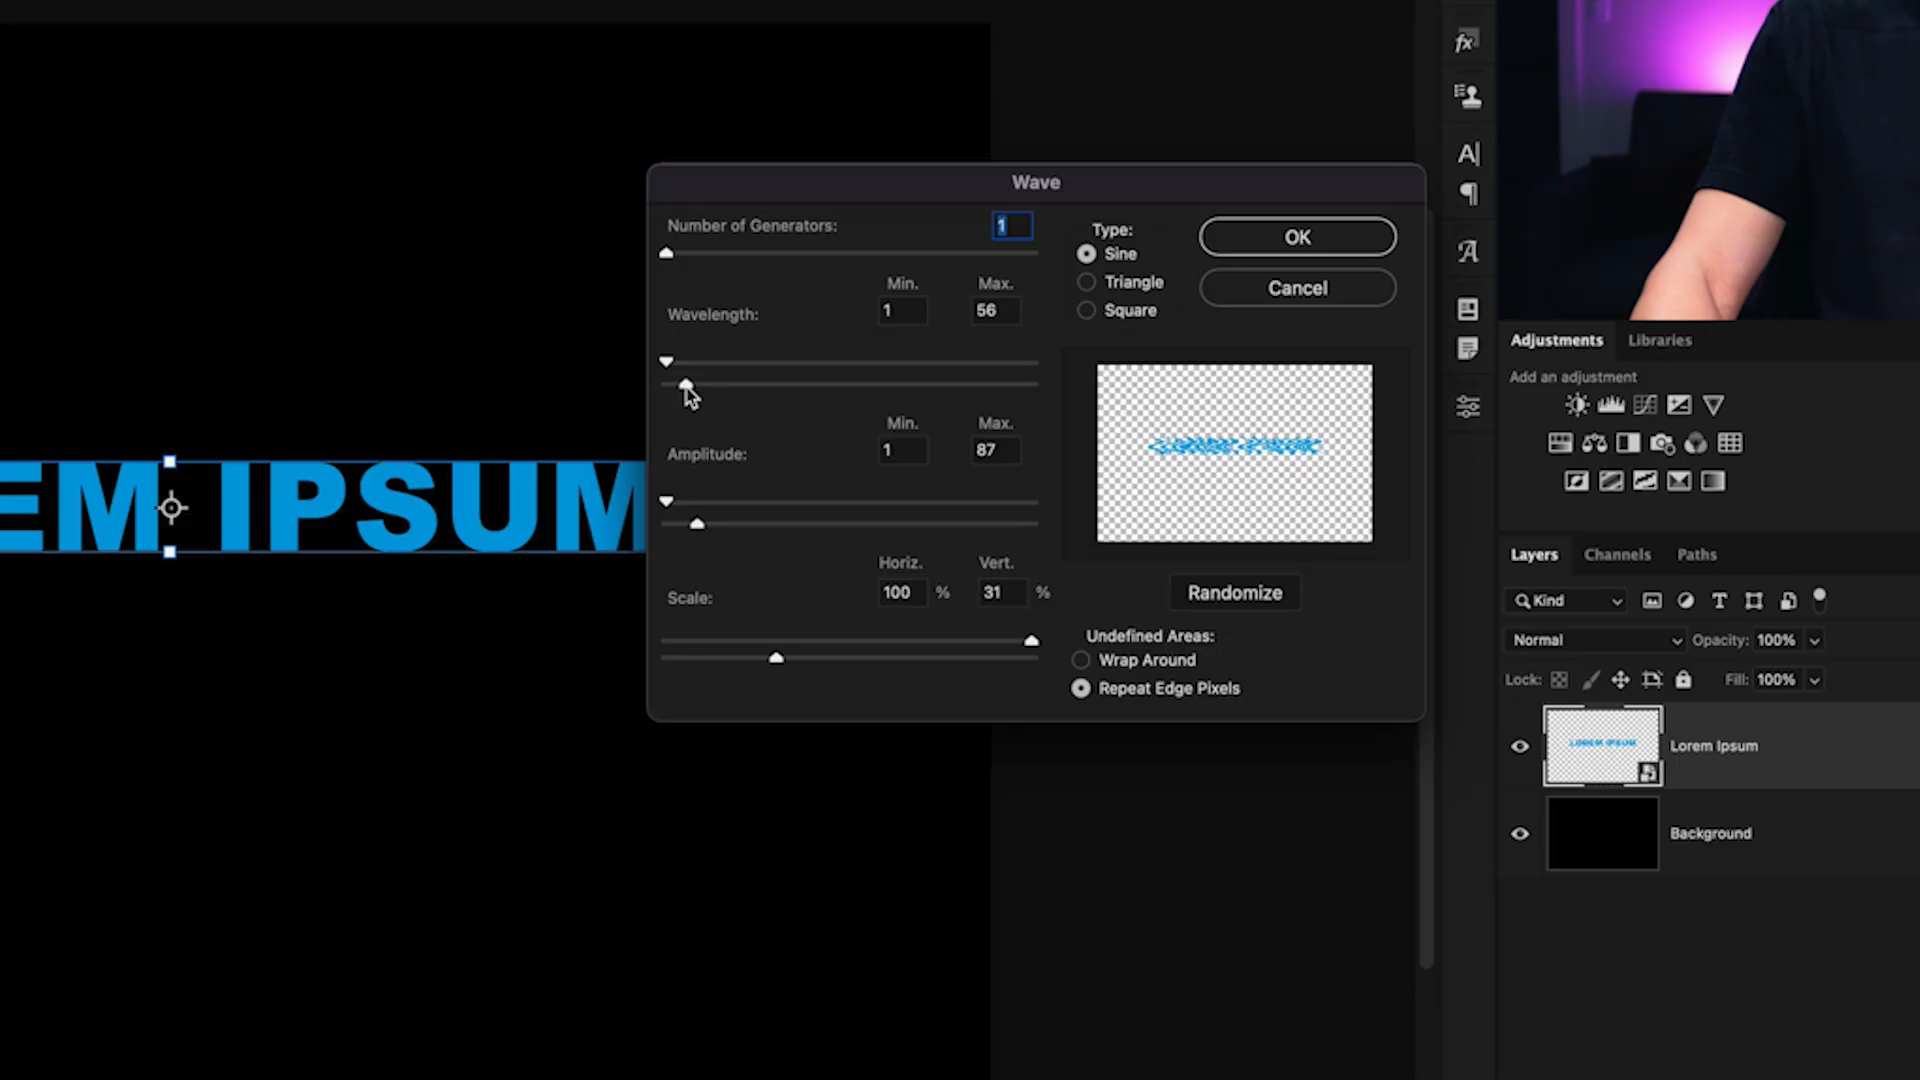 EM IPSUM
Wave
Number of Generators: 1
Min. Max.
Wavelength: 1 56
Min. Max.
Amplitude: 1 87
Horiz. Vert.
Scale: 100 % 31 %
Type:
Sine
Triangle
Square
OK
Cancel
Randomize
Undefined Areas:
Wrap Around
Repeat Edge Pixels
fx
A|
¶
A
Adjustments Libraries
Add an adjustment
Layers Channels Paths
Kind T
Normal Opacity: 100%
Lock: Fill: 100%
LOREM IPSUM
Lorem Ipsum
Background